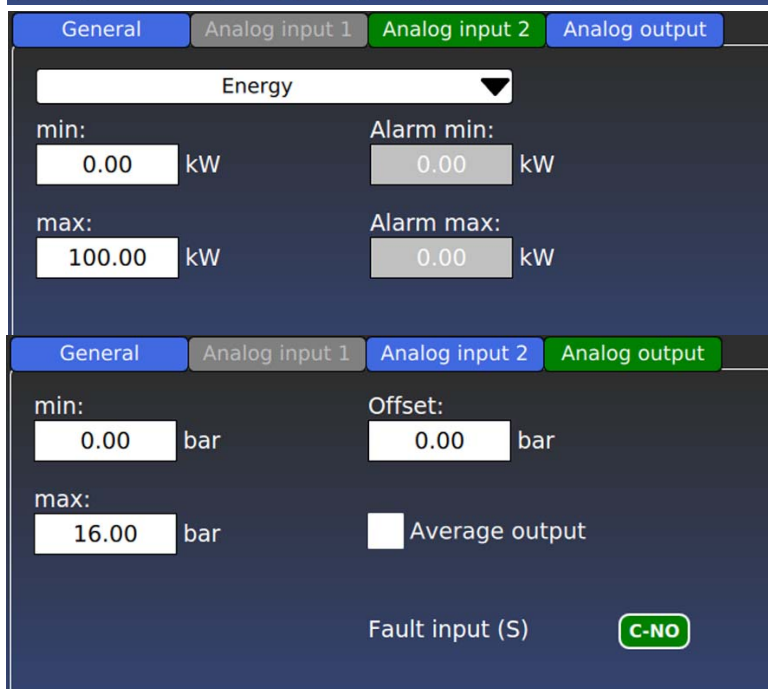 General Analog input 1 Analog input 2 Analog output
Energy
min: Alarm min:
0.00 kW 0.00 kW
max: Alarm max:
100.00 kW 0.00 kW
General Analog input 1 Analog input 2 Analog output
min: Offset:
0.00 bar 0.00 bar
max:
16.00 bar Average output
Fault input (S) C-NO